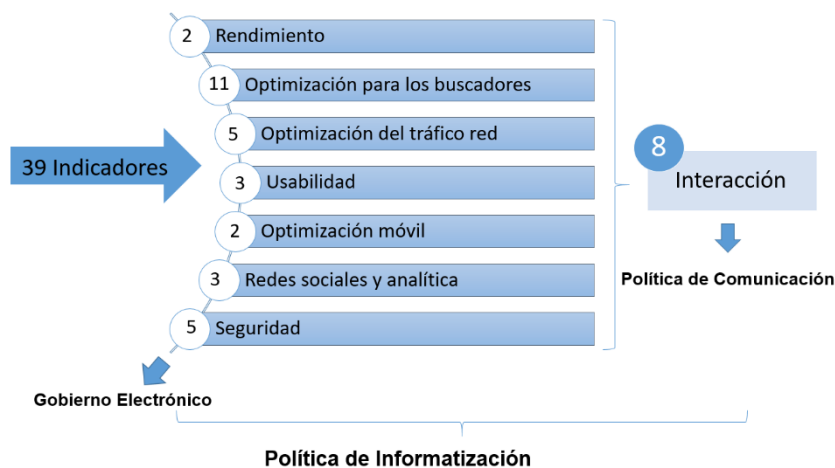 2 Rendimiento
11 Optimización para los buscadores
5 Optimización del tráfico red
39 Indicadores
3 Usabilidad
2 Optimización móvil
3 Redes sociales y analítica
5 Seguridad
8
Interacción
Política de Comunicación
Gobierno Electrónico
Política de Informatización